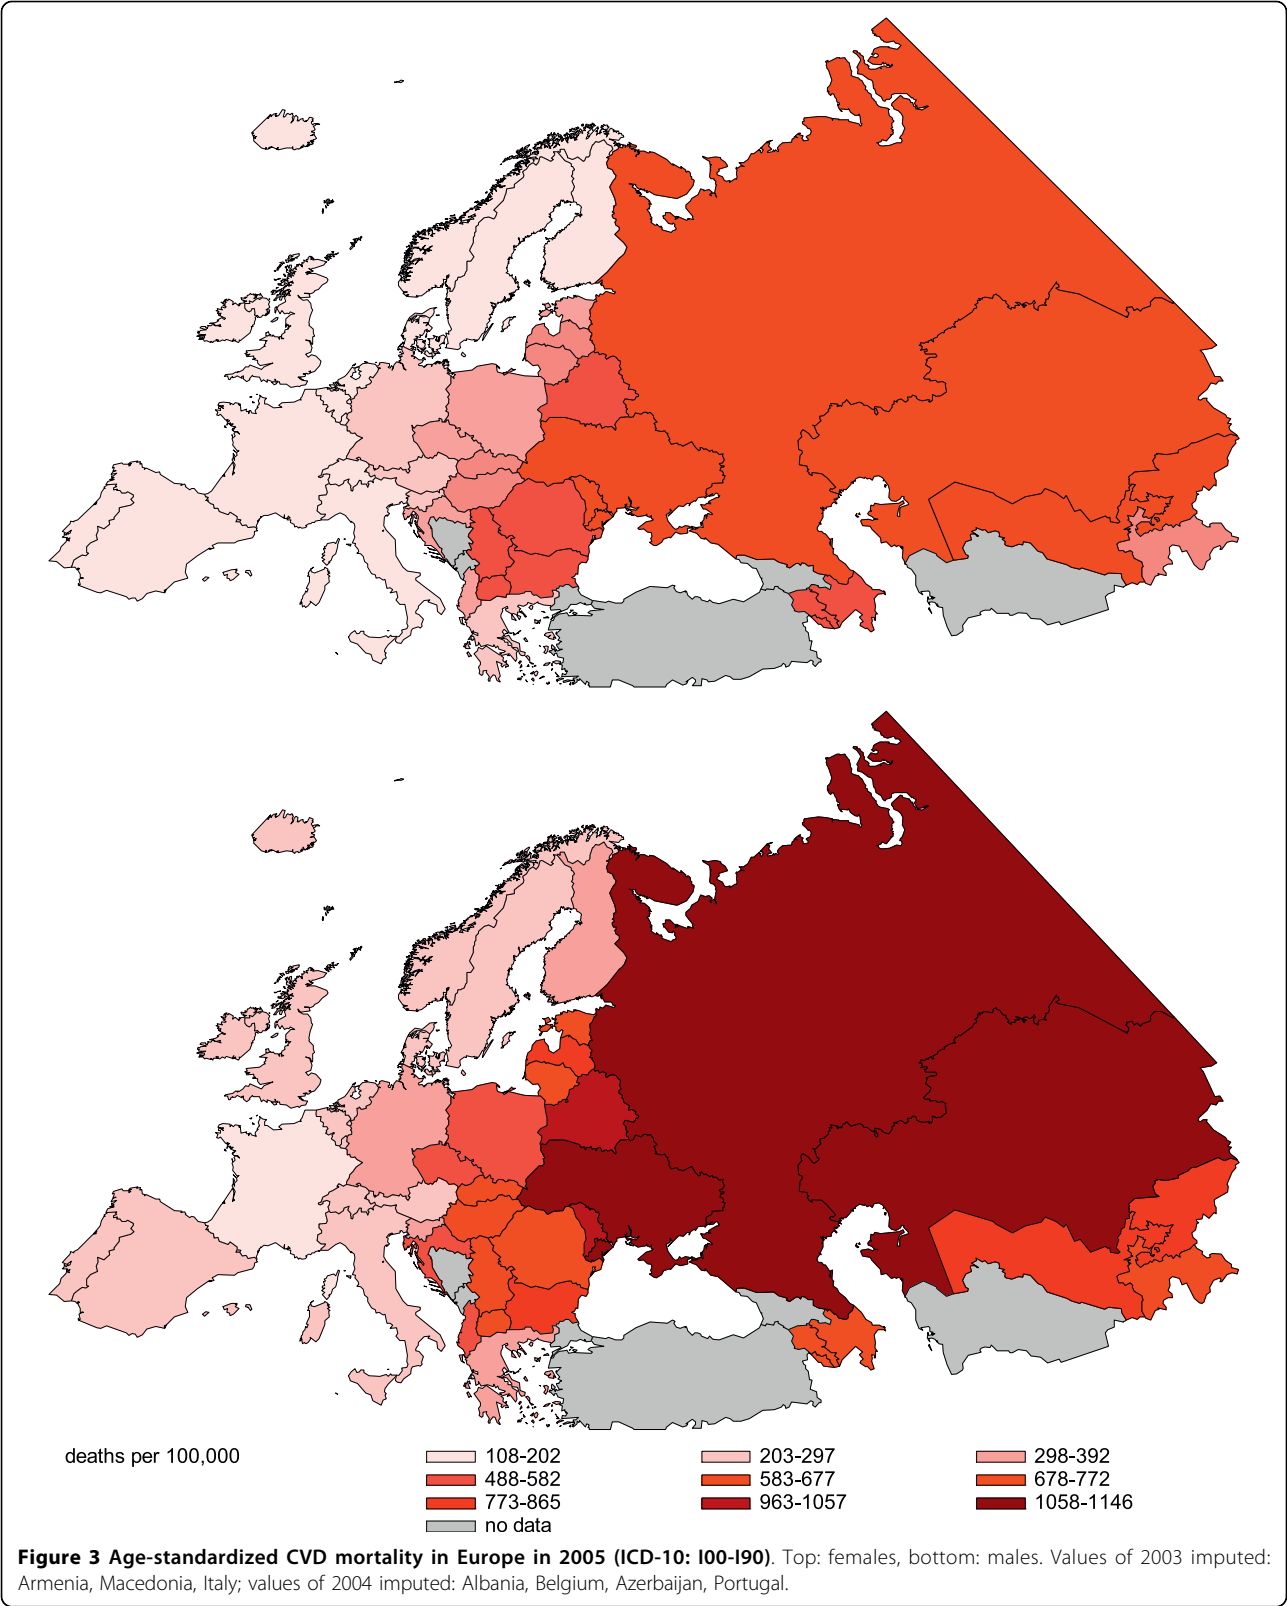 deaths per 100,000
108-202 203-297 298-392
488-582 583-677 678-772
773-865 963-1057 1058-1146
no data
Figure 3 Age-standardized CVD mortality in Europe in 2005 (ICD-10: I00-I90). Top: females, bottom: males. Values of 2003 imputed:
Armenia, Macedonia, Italy; values of 2004 imputed: Albania, Belgium, Azerbaijan, Portugal.